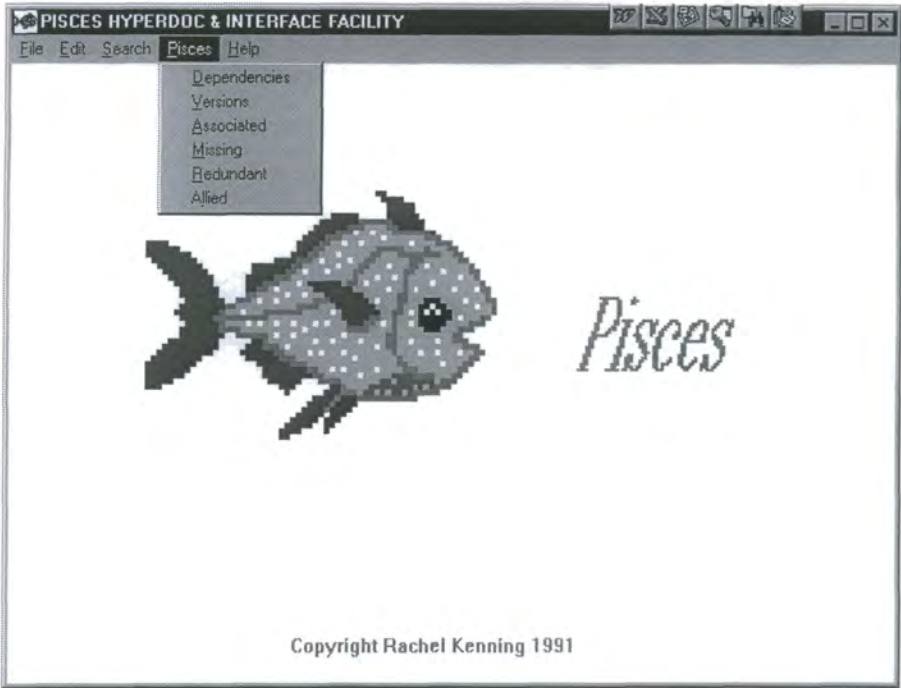 PISCES HYPERDOC & INTERFACE FACILITY
File Edit Search Pisces Help
Dependencies
Versions
Associated
Missing
Redundant
Allied
Pisces
Copyright Rachel Kenning 1991